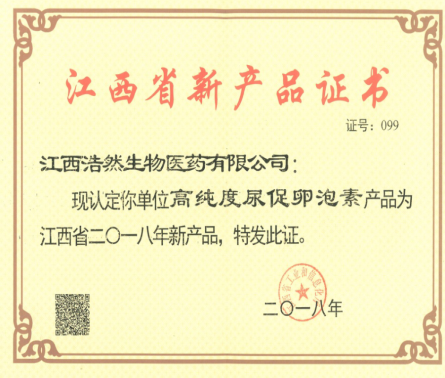 江西省新产品证书
证号：099
江西浩然生物医药有限公司：
现认定你单位高纯度尿促卵泡素产品为
江西省二〇一八年新产品，特发此证。
二〇一八年